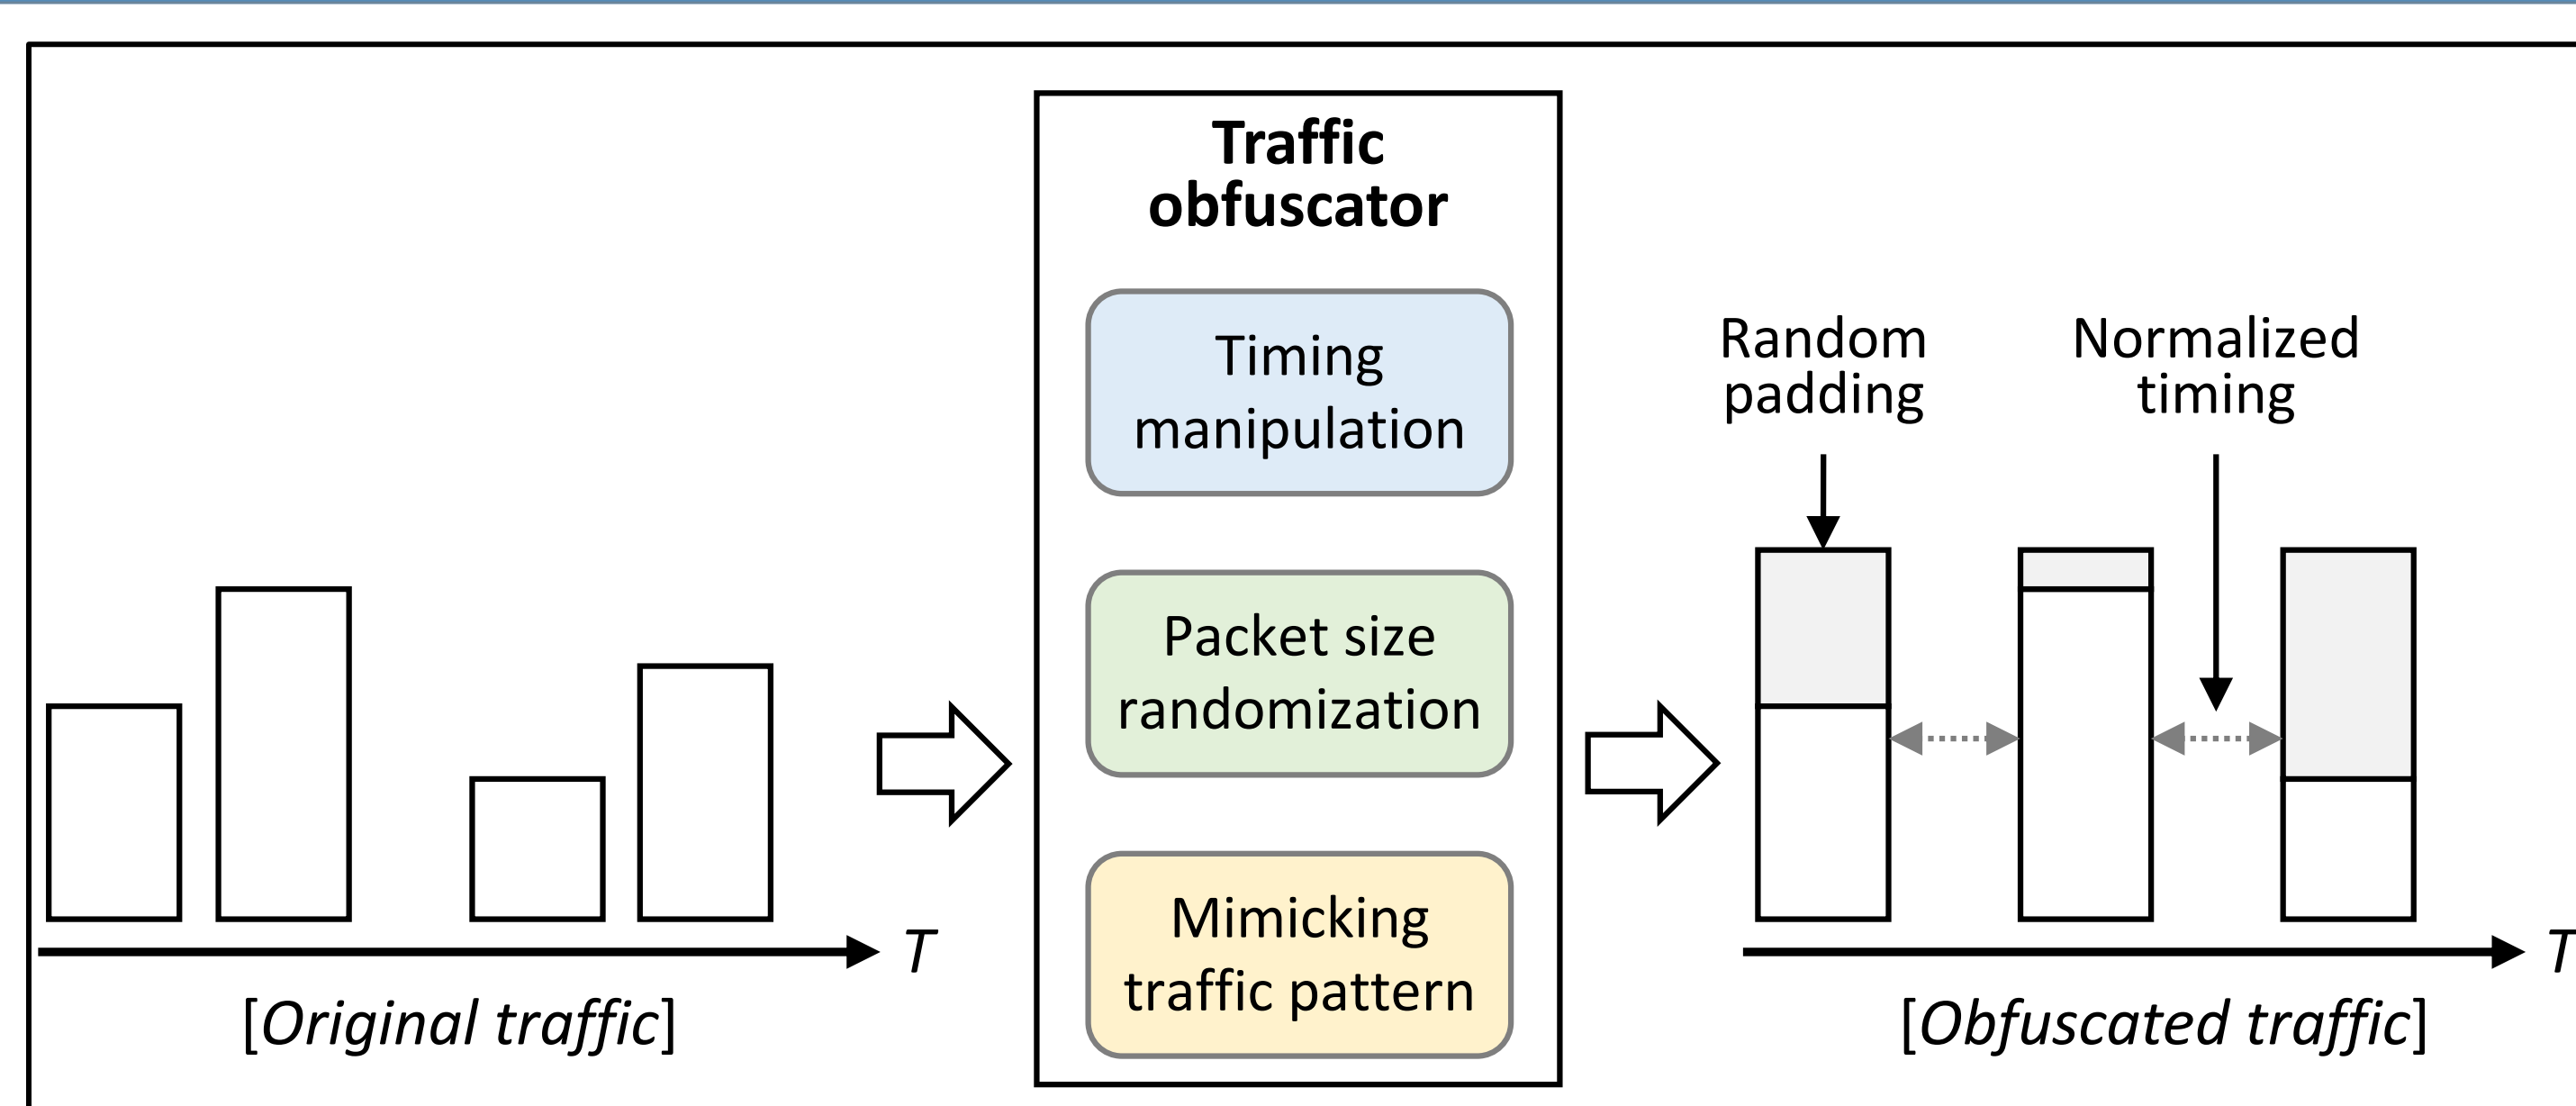 Traffic
obfuscator
Timing
manipulation
Packet size
randomization
Mimicking
traffic pattern
Random
padding
Normalized
timing
T
[Original traffic]
T
[Obfuscated traffic]